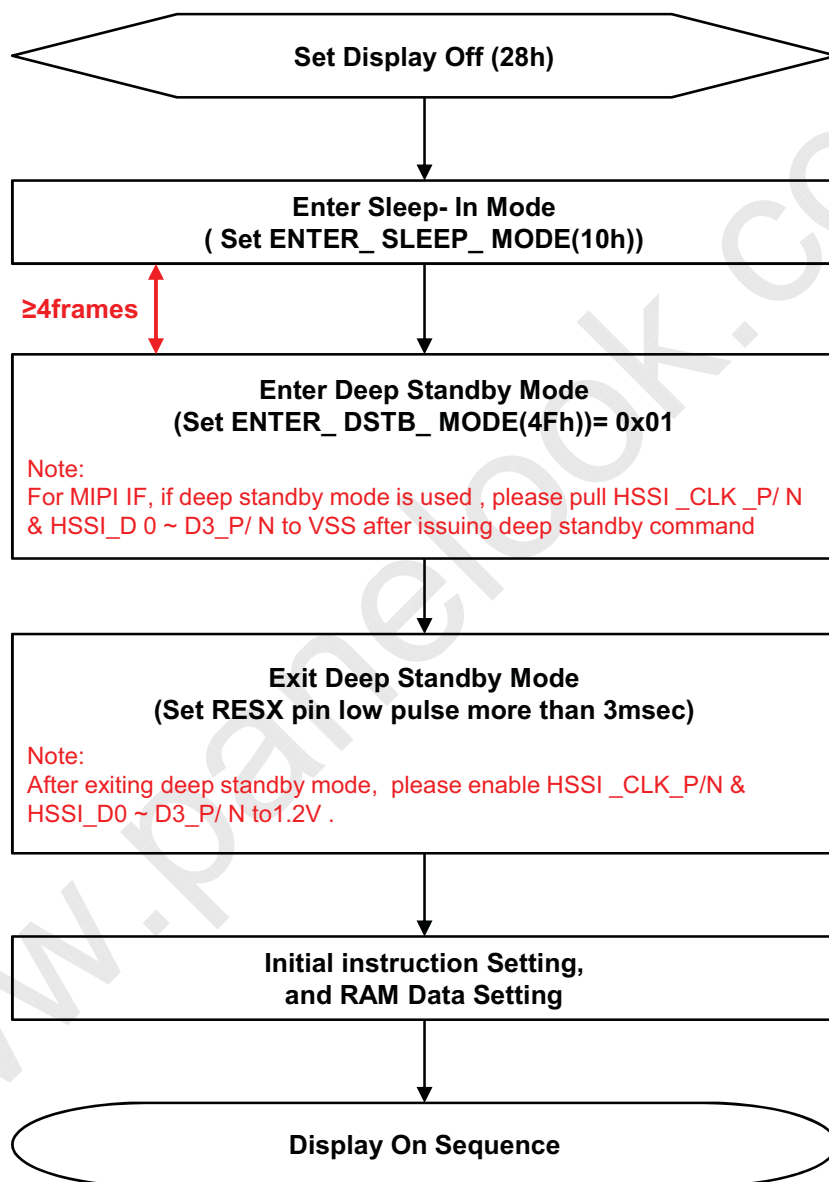 Set Display Off (28h)
Enter Sleep- In Mode
( Set ENTER_ SLEEP_ MODE(10h))
≥4frames
Enter Deep Standby Mode
(Set ENTER_ DSTB_ MODE(4Fh))= 0x01
Note:
For MIPI IF, if deep standby mode is used , please pull HSSI _CLK _P/ N
& HSSI_D 0 ~ D3_P/ N to VSS after issuing deep standby command
Exit Deep Standby Mode
(Set RESX pin low pulse more than 3msec)
Note:
After exiting deep standby mode,  please enable HSSI _CLK_P/N &
HSSI_D0 ~ D3_P/ N to1.2V .
Initial instruction Setting,
and RAM Data Setting
Display On Sequence
w.panelook.co